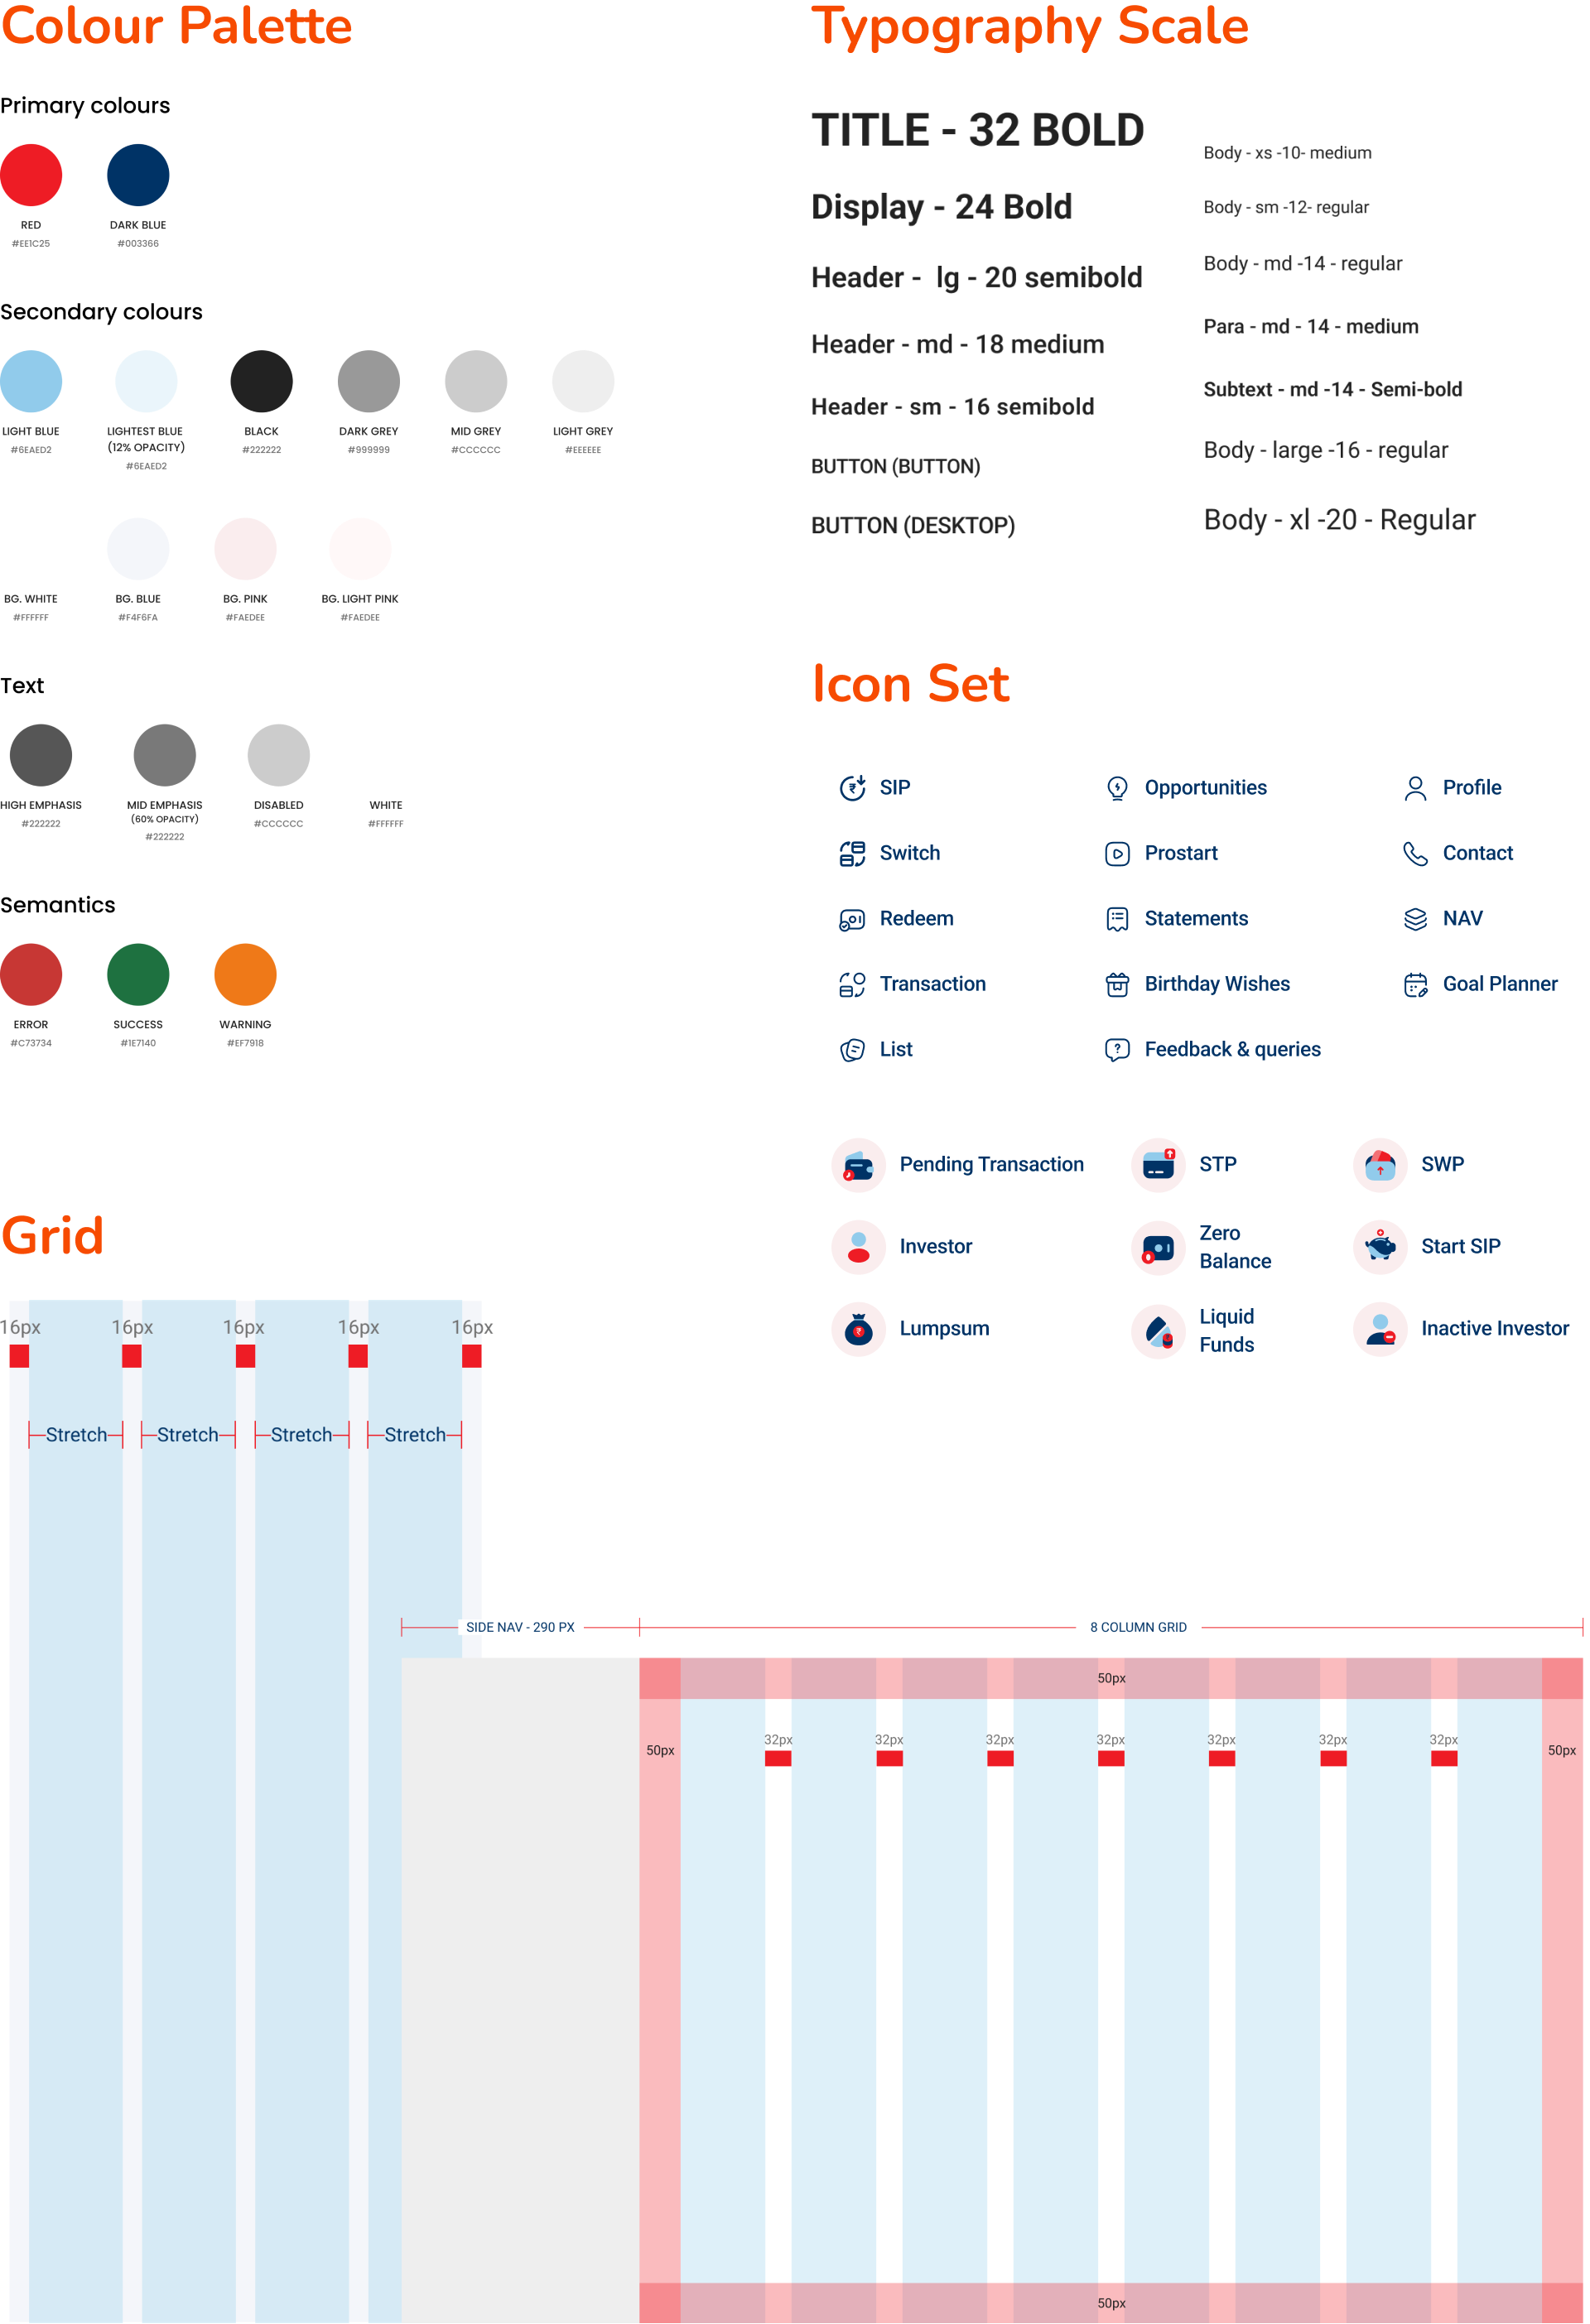 Colour Palette
Primary colours
RED
#EE1C25
DARK BLUE
#003366
Secondary colours
LIGHT BLUE
#6EAED2
LIGHTEST BLUE
(12% OPACITY)
#6EAED2
BLACK
#222222
DARK GREY
#999999
MID GREY
#CCCCCC
LIGHT GREY
#EEEEEE
BG. WHITE
#FFFFFF
BG. BLUE
#F4F6FA
BG. PINK
#FAEDEE
BG. LIGHT PINK
#FAEDEE
Text
HIGH EMPHASIS
#222222
MID EMPHASIS
(60% OPACITY)
#222222
DISABLED
#CCCCCC
WHITE
#FFFFFF
Semantics
ERROR
#C73734
SUCCESS
#1E7140
WARNING
#EF7918
Typography Scale
TITLE - 32 BOLD
Display - 24 Bold
Header - lg - 20 semibold
Header - md - 18 medium
Header - sm - 16 semibold
BUTTON (BUTTON)
BUTTON (DESKTOP)
Body - xs -10- medium
Body - sm -12- regular
Body - md -14 - regular
Para - md - 14 - medium
Subtext - md -14 - Semi-bold
Body - large -16 - regular
Body - xl -20 - Regular
Icon Set
SIP
Switch
Redeem
Transaction
List
Opportunities
Prostart
Statements
Birthday Wishes
Feedback & queries
Profile
Contact
NAV
Goal Planner
Pending Transaction
STP
SWP
Investor
Zero
Balance
Start SIP
Lumpsum
Liquid
Funds
Inactive Investor
Grid
16px
16px
16px
16px
16px
Stretch
Stretch
Stretch
Stretch
SIDE NAV - 290 PX
8 COLUMN GRID
50px
50px
32px
32px
32px
32px
32px
32px
32px
50px
50px